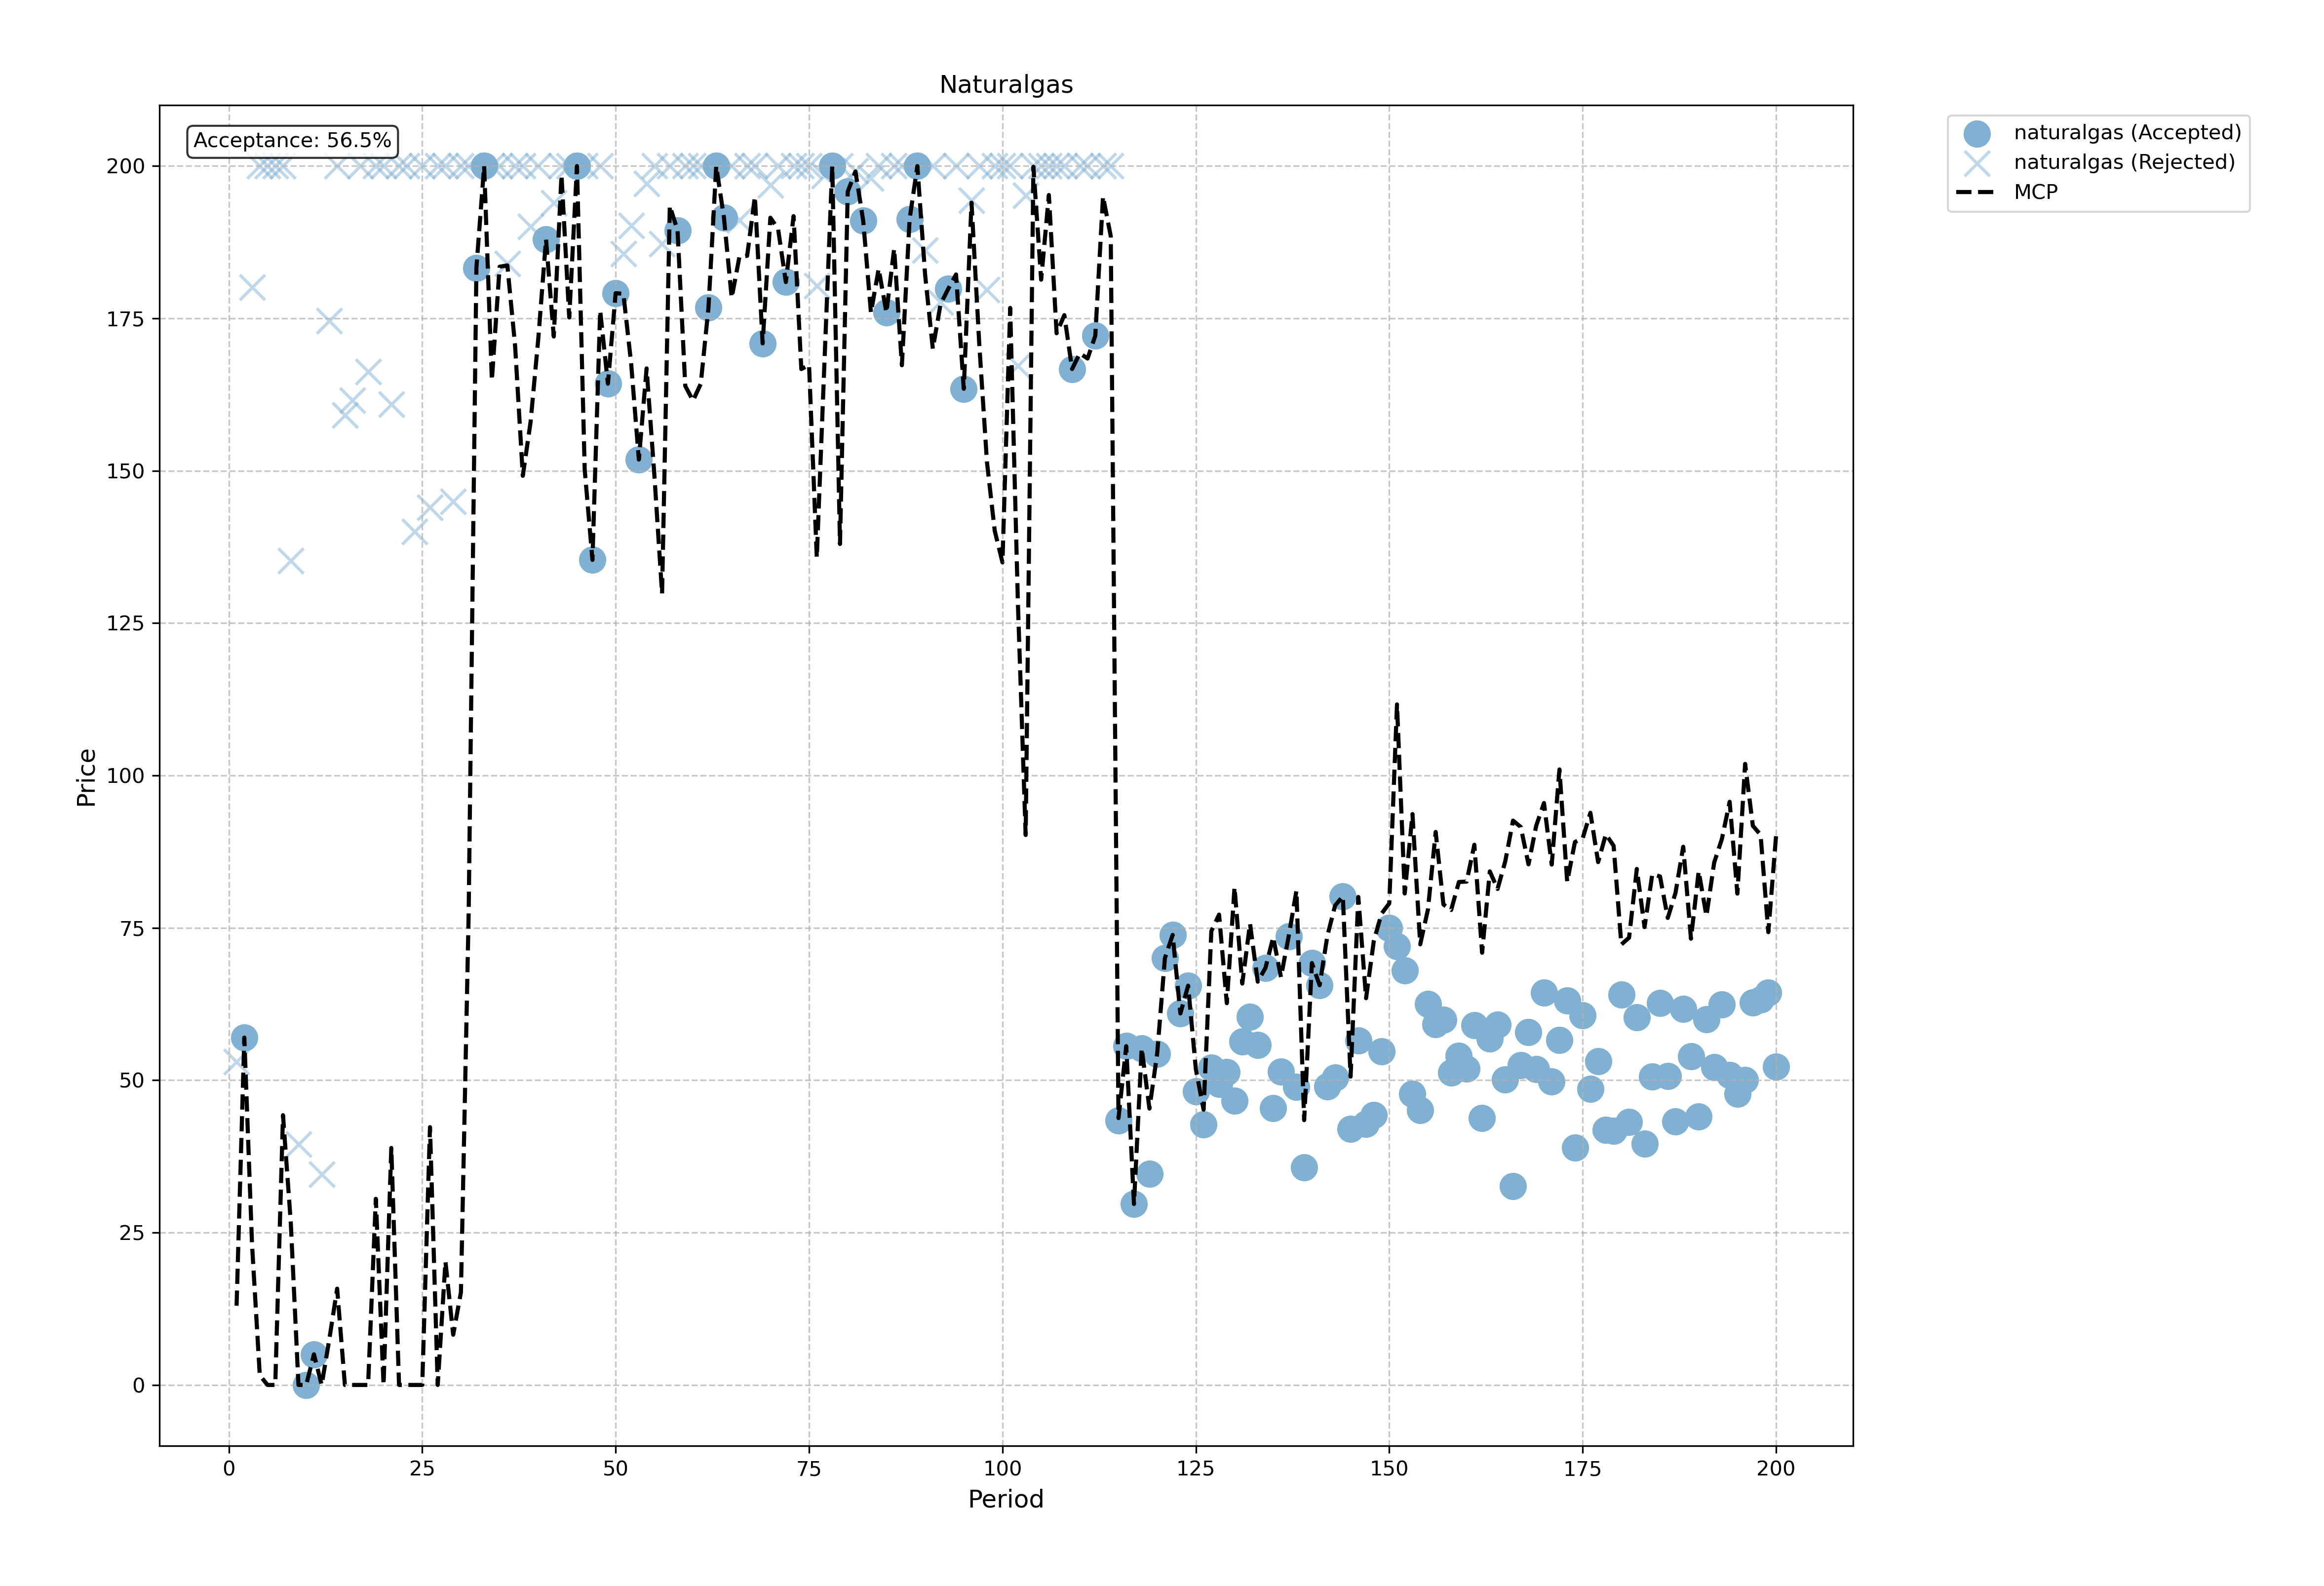 Naturalgas
Acceptance: 56.5%
naturalgas (Accepted)
naturalgas (Rejected)
MCP
200
175
150
125
100
75
50
25
0
Price
0 25 50 75 100 125 150 175 200
Period